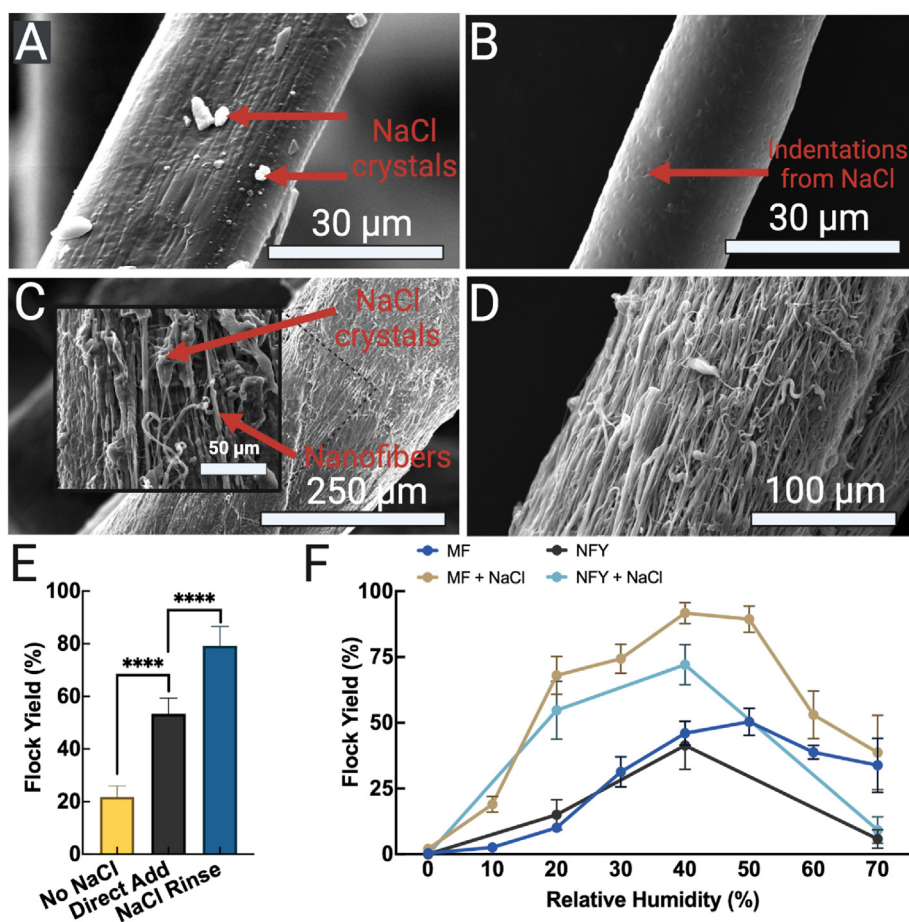 A
NaCl
crystals
30 µm
B
Indentations
from NaCl
30 µm
C
NaCl
crystals
50 µm
Nanofibers
250 µm
D
100 µm
E
Flock Yield (%)
100
80
60
40
20
0
****
****
No NaCl
Direct Add
NaCl Rinse
F
MF
NFY
MF + NaCl
NFY + NaCl
Flock Yield (%)
100
75
50
25
0
0 10 20 30 40 50 60 70
Relative Humidity (%)